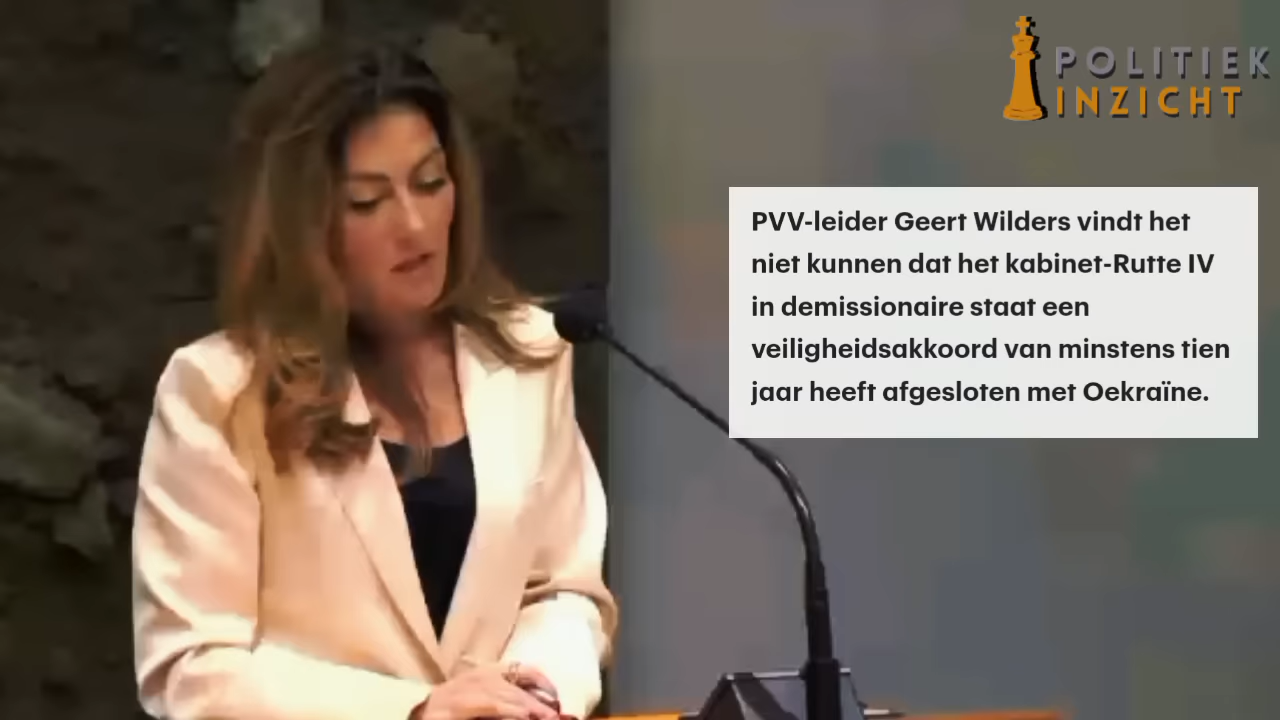 POLITIEK
INZICHT
PVV-leider Geert Wilders vindt het
niet kunnen dat het kabinet-Rutte IV
in demissionaire staat een
veiligheidsakkoord van minstens tien
jaar heeft afgesloten met Oekraïne.